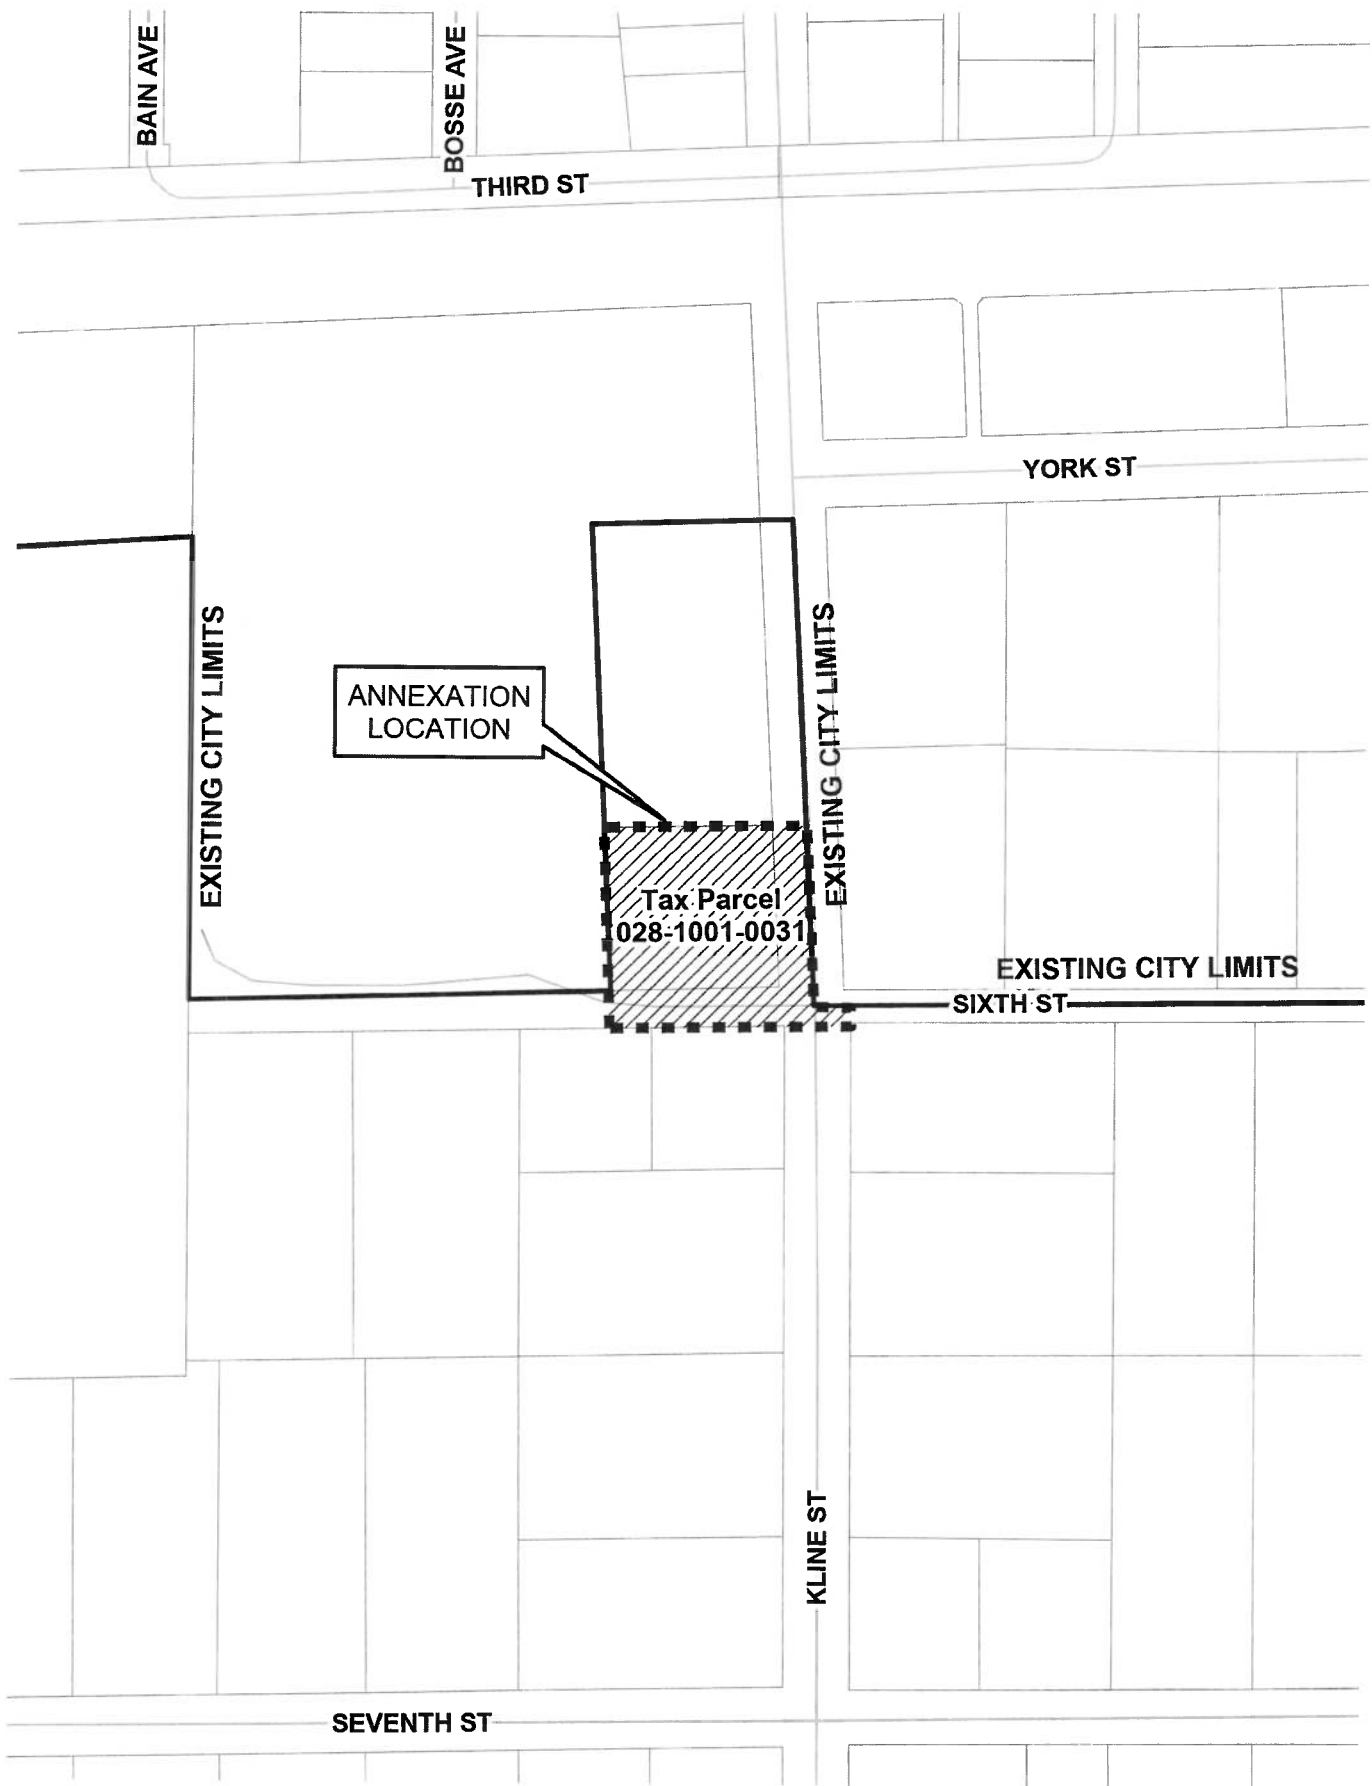 BAIN AVE
BOSSE AVE
THIRD ST
YORK ST
EXISTING CITY LIMITS
EXISTING CITY LIMITS
ANNEXATION
LOCATION
Tax Parcel
028-1001-0031
EXISTING CITY LIMITS
SIXTH ST
KLINE ST
SEVENTH ST